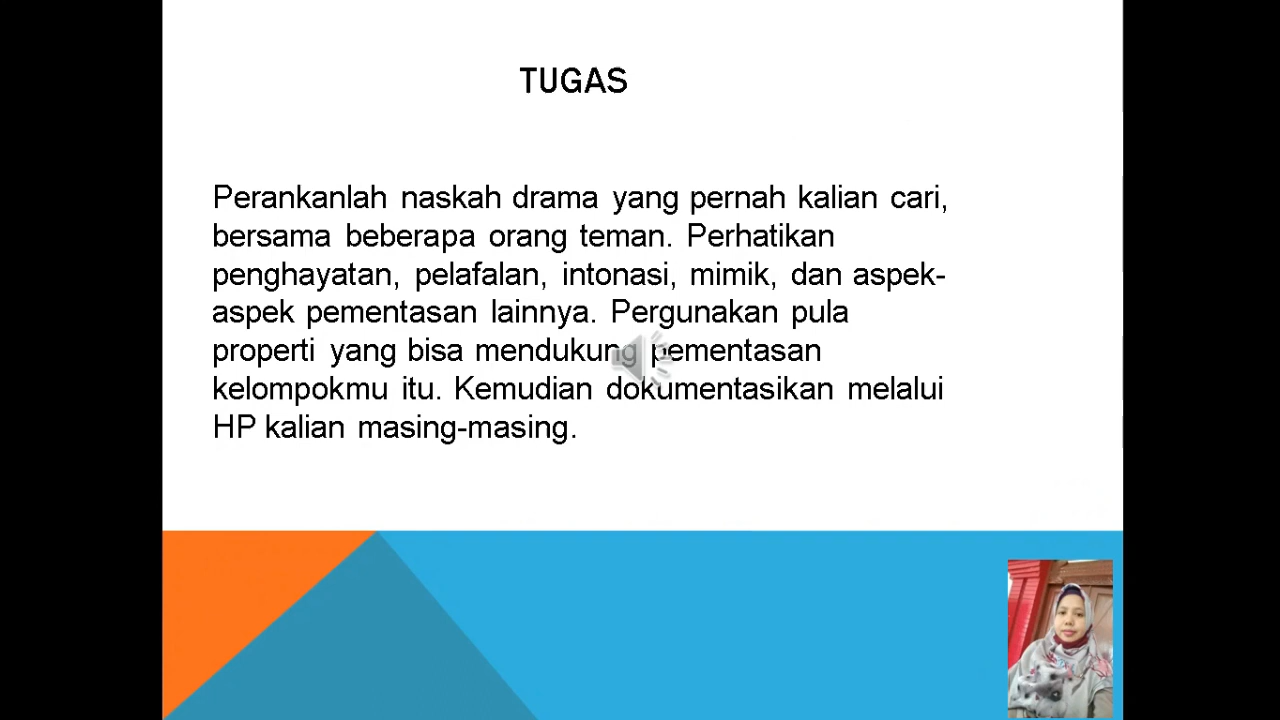 TUGAS
Perankanlah naskah drama yang pernah kalian cari,
bersama beberapa orang teman. Perhatikan
penghayatan, pelafalan, intonasi, mimik, dan aspek-
aspek pementasan lainnya. Pergunakan pula
properti yang bisa mendukung pementasan
kelompokmu itu. Kemudian dokumentasikan melalui
HP kalian masing-masing.